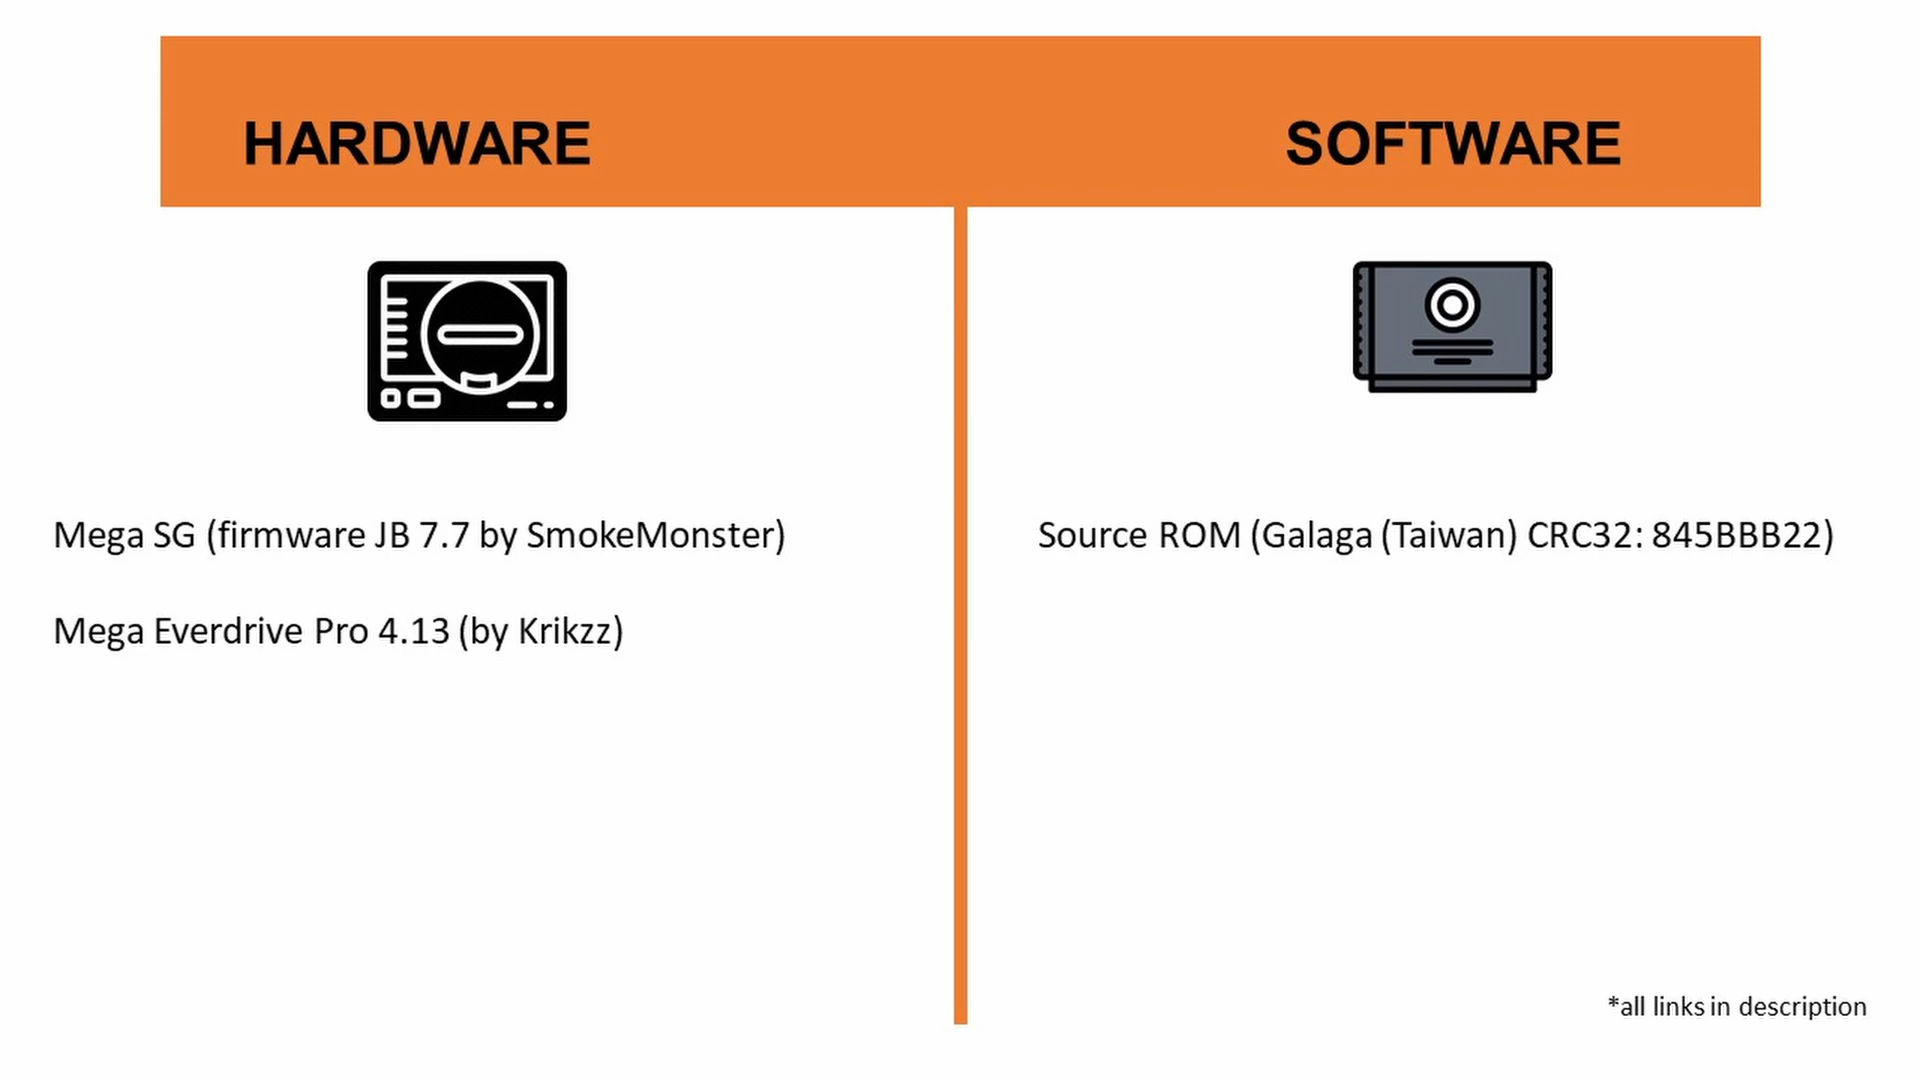 HARDWARE
SOFTWARE
Mega SG (firmware JB 7.7 by SmokeMonster)
Mega Everdrive Pro 4.13 (by Krikzz)
Source ROM (Galaga (Taiwan) CRC32: 845BBB22)
*all links in description